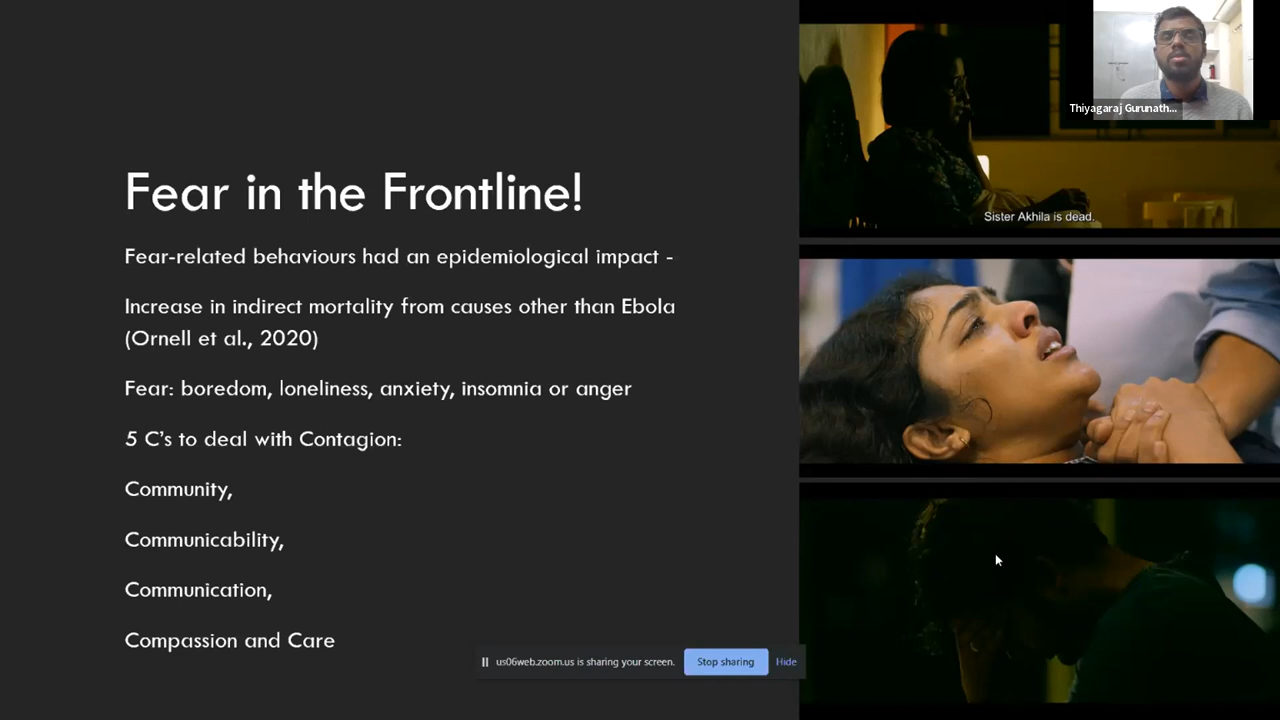 Thiyagaraj Gurunath...
Sister Akhila is dead.
Fear in the Frontline!
Fear-related behaviours had an epidemiological impact -
Increase in indirect mortality from causes other than Ebola
(Ornell et al., 2020)
Fear: boredom, loneliness, anxiety, insomnia or anger
5 C's to deal with Contagion:
Community,
Communicability,
Communication,
Compassion and Care
us06web.zoom.us is sharing your screen. Stop sharing Hide